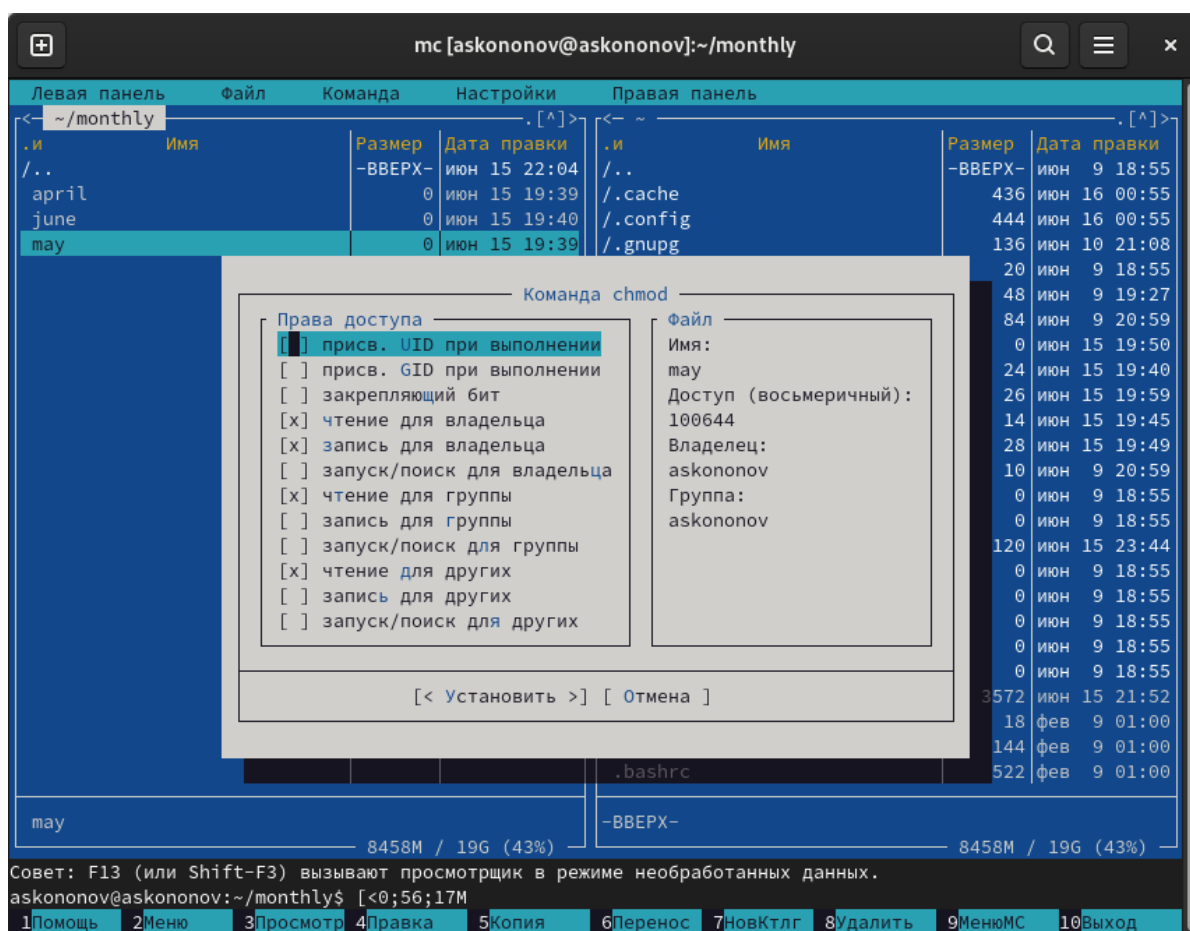 mc [askononov@askononov]:~/monthly
Левая панель Файл Команда Настройки Правая панель
<— ~/monthly .[^]> <— ~ .[^]>
.и Имя Размер Дата правки .и Имя Размер Дата правки
/.. -ВВЕРХ- июн 15 22:04 /.. -ВВЕРХ- июн 9 18:55
april 0 июн 15 19:39 /.cache 436 июн 16 00:55
june 0 июн 15 19:40 /.config 444 июн 16 00:55
may 0 июн 15 19:39 /.gnupg 136 июн 10 21:08
20 июн 9 18:55
Команда chmod 48 июн 9 19:27
Права доступа Файл 84 июн 9 20:59
[ ] присв. UID при выполнении Имя: 0 июн 15 19:50
[ ] присв. GID при выполнении may 24 июн 15 19:40
[ ] закрепляющий бит Доступ (восьмеричный): 26 июн 15 19:59
[x] чтение для владельца 100644 14 июн 15 19:45
[x] запись для владельца Владелец: 28 июн 15 19:49
[ ] запуск/поиск для владельца askononov 10 июн 9 20:59
[x] чтение для группы Группа: 0 июн 9 18:55
[ ] запись для группы askononov 0 июн 9 18:55
[ ] запуск/поиск для группы 120 июн 15 23:44
[x] чтение для других 0 июн 9 18:55
[ ] запись для других 0 июн 9 18:55
[ ] запуск/поиск для других 0 июн 9 18:55
0 июн 9 18:55
0 июн 9 18:55
[< Установить >] [ Отмена ] 3572 июн 15 21:52
18 фев 9 01:00
144 фев 9 01:00
.bashrc 522 фев 9 01:00
may -ВВЕРХ-
8458M / 19G (43%) 8458M / 19G (43%)
Совет: F13 (или Shift-F3) вызывают просмотрщик в режиме необработанных данных.
askononov@askononov:~/monthly$ [<0;56;17M
1Помощь 2Меню 3Просмотр 4Правка 5Копия 6Перенос 7НовКтлг 8Удалить 9МенюMC 10Выход